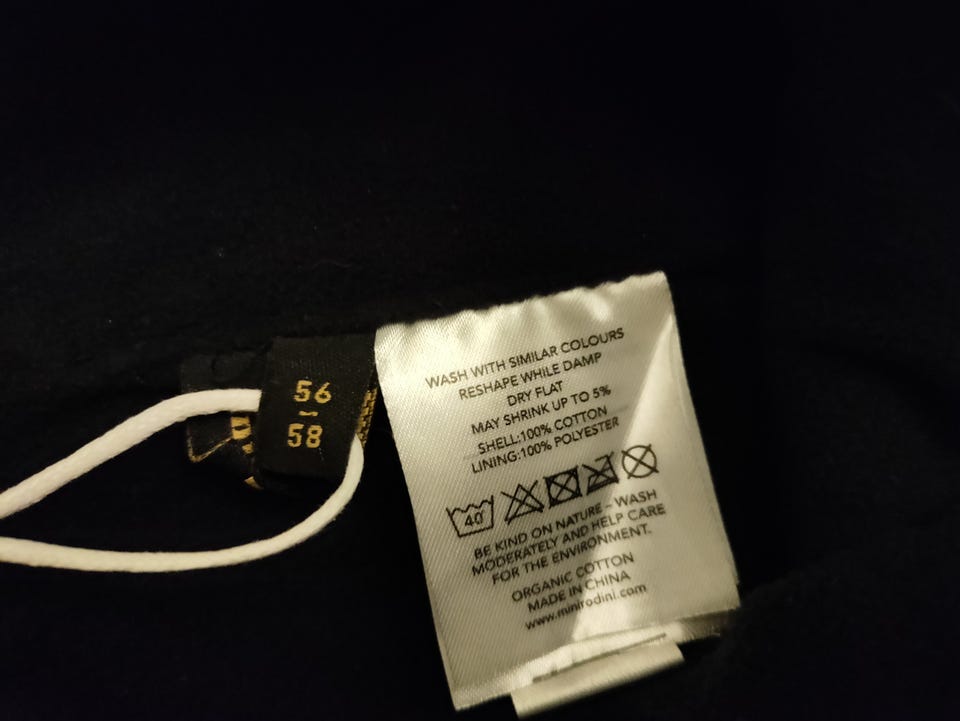 56
–
58
WASH WITH SIMILAR COLOURS
RESHAPE WHILE DAMP
DRY FLAT
MAY SHRINK UP TO 5%
SHELL:100% COTTON
LINING:100% POLYESTER
40
BE KIND ON NATURE – WASH
MODERATELY AND HELP CARE
FOR THE ENVIRONMENT.
ORGANIC COTTON
MADE IN CHINA
www.minirodini.com